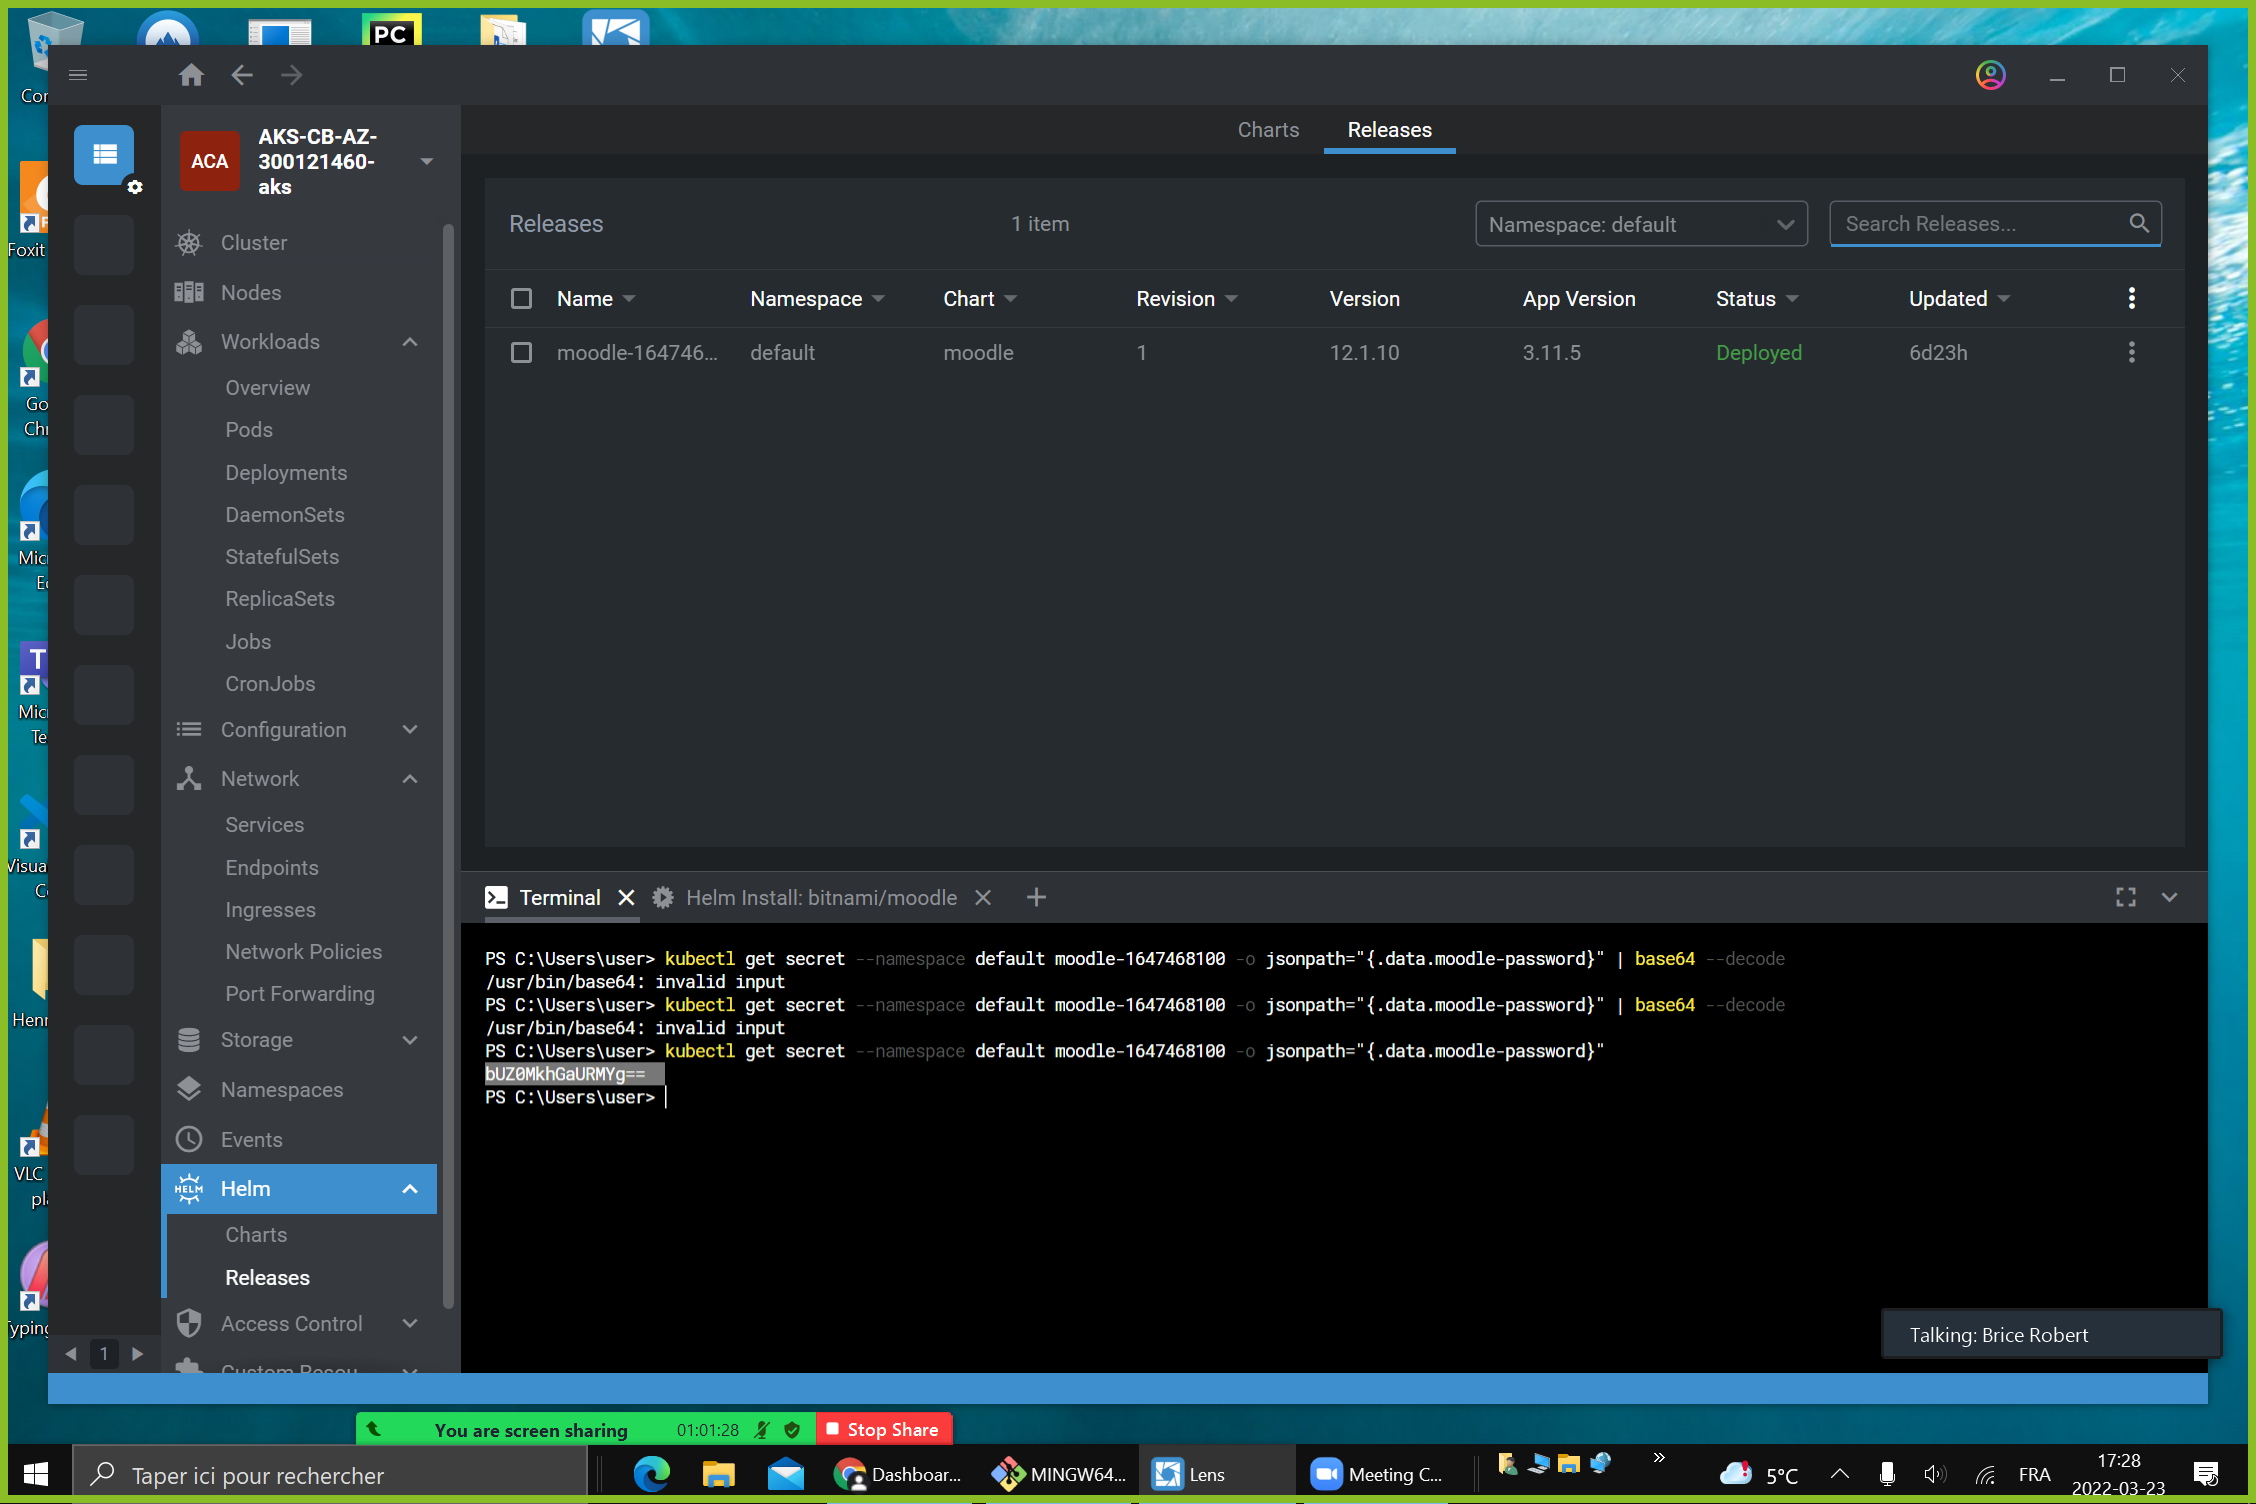 PC
Cor
Foxit
Go
Chr
Micr
Ec
T
Mic
Te
Visua
Cc
Henr
VLC
pl
Typing
ACA
AKS-CB-AZ-
300121460-
aks
Cluster
Nodes
Workloads
Overview
Pods
Deployments
DaemonSets
StatefulSets
ReplicaSets
Jobs
CronJobs
Configuration
Network
Services
Endpoints
Ingresses
Network Policies
Port Forwarding
Storage
Namespaces
Events
HELM Helm
Charts
Releases
Access Control
Custom Resou
1
Charts Releases
Releases 1 item Namespace: default Search Releases...
Name Namespace Chart Revision Version App Version Status Updated
moodle-164746... default moodle 1 12.1.10 3.11.5 Deployed 6d23h
Terminal Helm Install: bitnami/moodle
PS C:\Users\user> kubectl get secret --namespace default moodle-1647468100 -o jsonpath="{.data.moodle-password}" | base64 --decode
/usr/bin/base64: invalid input
PS C:\Users\user> kubectl get secret --namespace default moodle-1647468100 -o jsonpath="{.data.moodle-password}" | base64 --decode
/usr/bin/base64: invalid input
PS C:\Users\user> kubectl get secret --namespace default moodle-1647468100 -o jsonpath="{.data.moodle-password}"
bUZ0MkhGaURMYg==
PS C:\Users\user>
Talking: Brice Robert
You are screen sharing 01:01:28 Stop Share
Taper ici pour rechercher
Dashboar... MINGW64... Lens Meeting C...
5°C FRA 17:28
2022-03-23